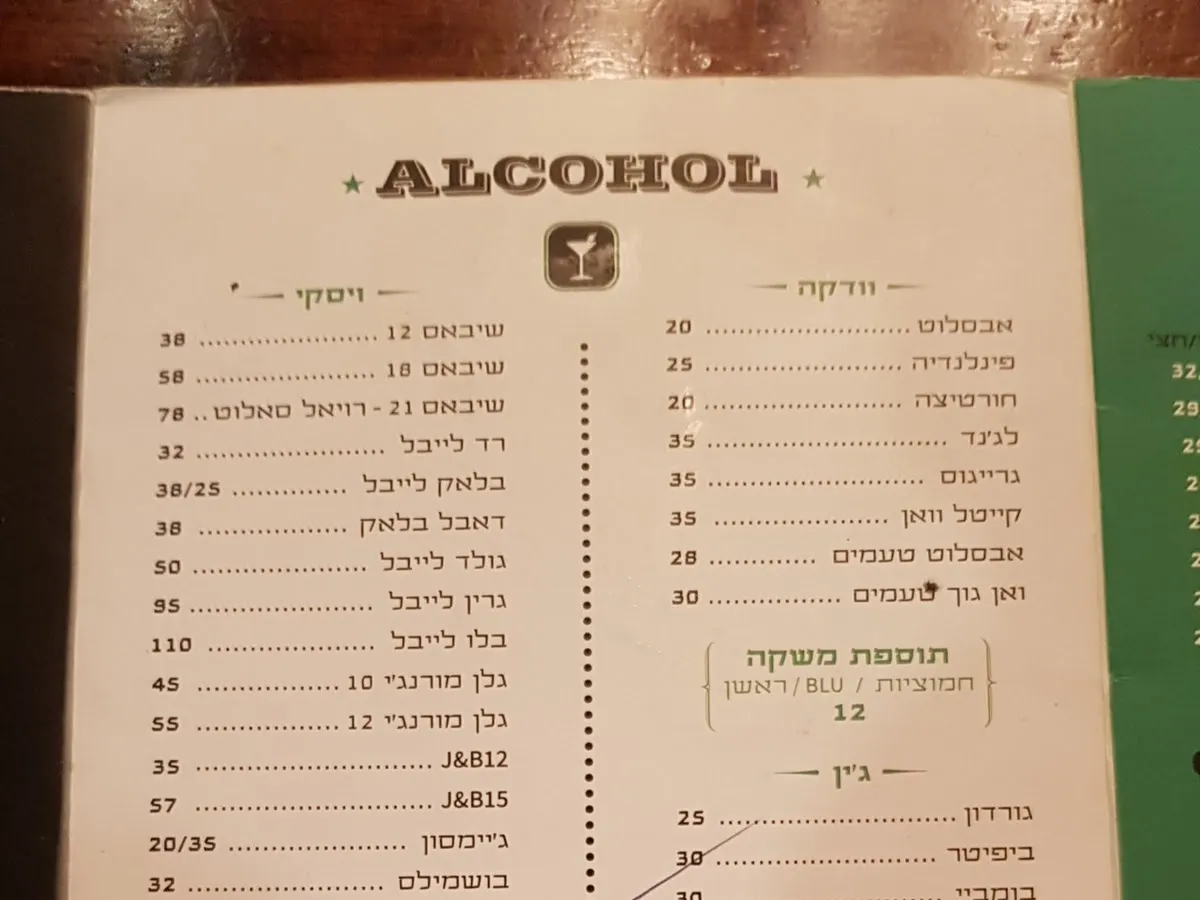 ALCOHOL
וודקה
אבסלוט 20
פינלנדיה 25
חורטיצה 20
לג'נד 35
גרייגוס 35
קייטל וואן 35
אבסלוט טעמים 28
ואן גוך טעמים 30
תוספת משקה
חמוציות / BLU / ראשן
12
ג'ין
גורדון 25
ביפיטר 30
בומביי 30
ויסקי
שיבאס 12 38
שיבאס 18 58
שיבאס 21 - רויאל סאלוט 78
רד לייבל 32
בלאק לייבל 38/25
דאבל בלאק 38
גולד לייבל 50
גרין לייבל 95
בלו לייבל 110
גלן מורנג'י 10 45
גלן מורנג'י 12 55
J&B12 35
J&B15 57
ג'יימסון 20/35
בושמילס 32